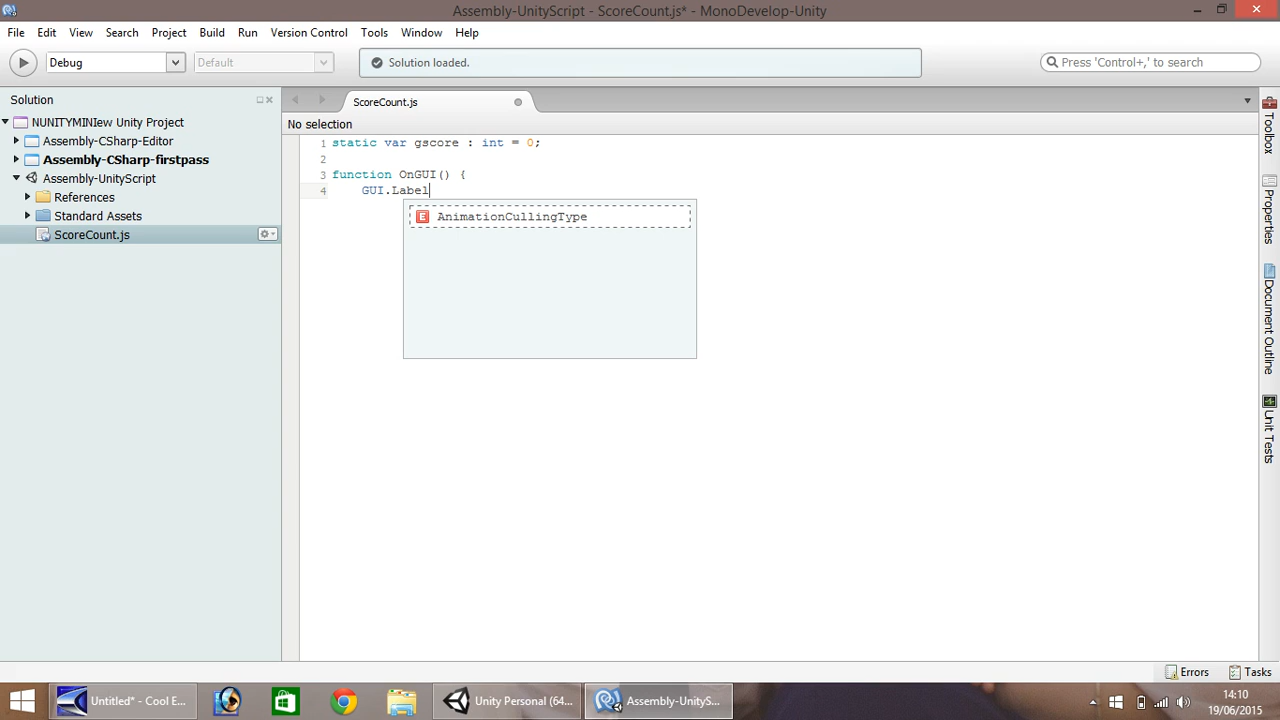 Assembly-UnityScript - ScoreCount.js* - MonoDevelop-Unity
File Edit View Search Project Build Run Version Control Tools Window Help
Debug Default Solution loaded. Press 'Control+,' to search
Solution ScoreCount.js
NUNITYMINIew Unity Project No selection
Assembly-CSharp-Editor
Assembly-CSharp-firstpass
Assembly-UnityScript
References
Standard Assets
ScoreCount.js
1 static var gscore : int = 0;
2
3 function OnGUI() {
4 GUI.Label
E AnimationCullingType
Toolbox
Properties
Document Outline
Unit Tests
Errors Tasks
Untitled* - Cool E... Unity Personal (64... Assembly-UnityS...
14:10
19/06/2015